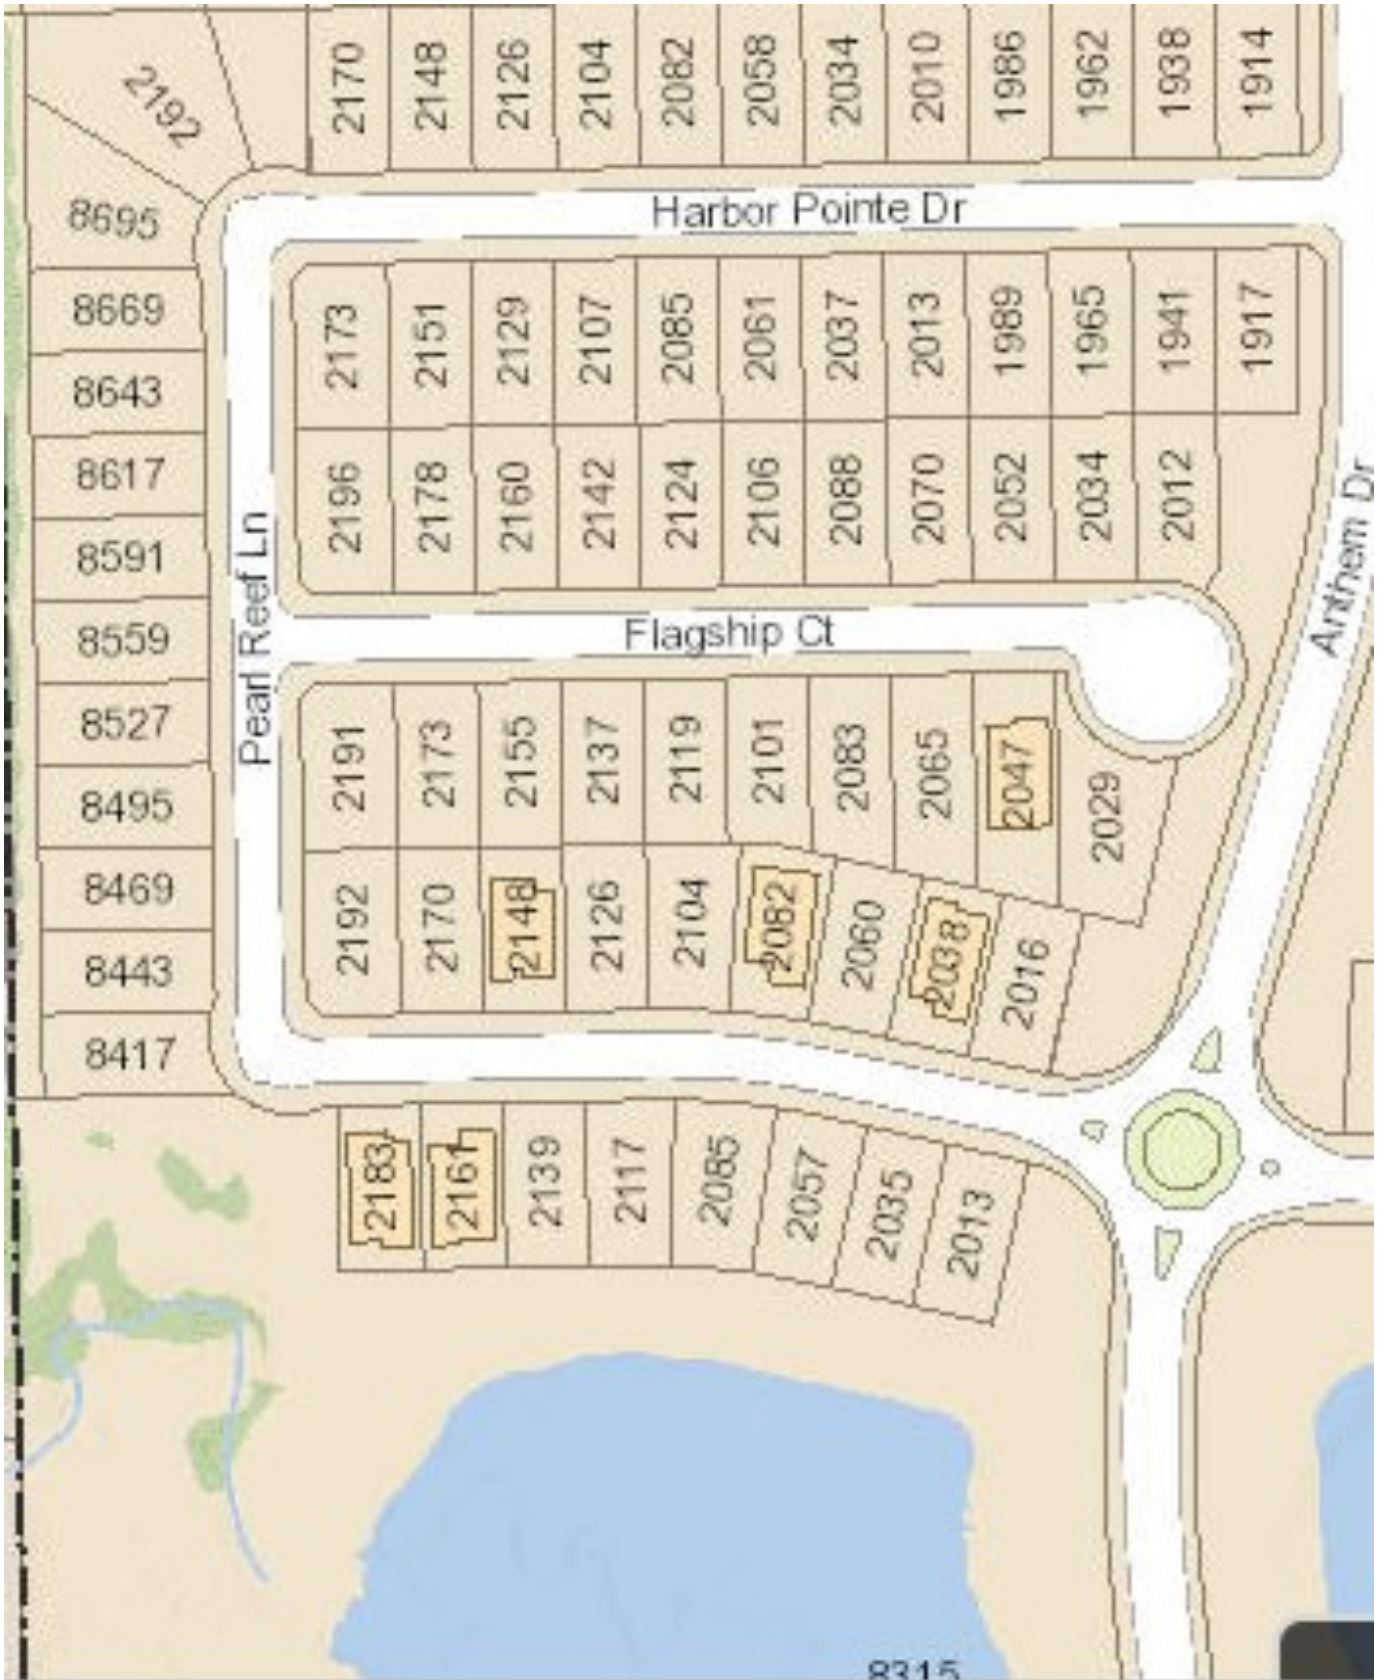 2170 2148 2126 2104 2082 2058 2034 2010 1986 1962 1938 1914
2192
Harbor Pointe Dr
8695
8669
8643
8617
8591
8559
8527
8495
8469
8443
8417
2173 2151 2129 2107 2085 2061 2037 2013 1989 1965 1941 1917
2196 2178 2160 2142 2124 2106 2088 2070 2052 2034 2012
Pearl Reef Ln
Flagship Ct
Anthem Dr
2191 2173 2155 2137 2119 2101 2083 2065 2047 2029
2192 2170 2148 2126 2104 2082 2060 2038 2016
2183 2161 2139 2117 2085 2057 2035 2013